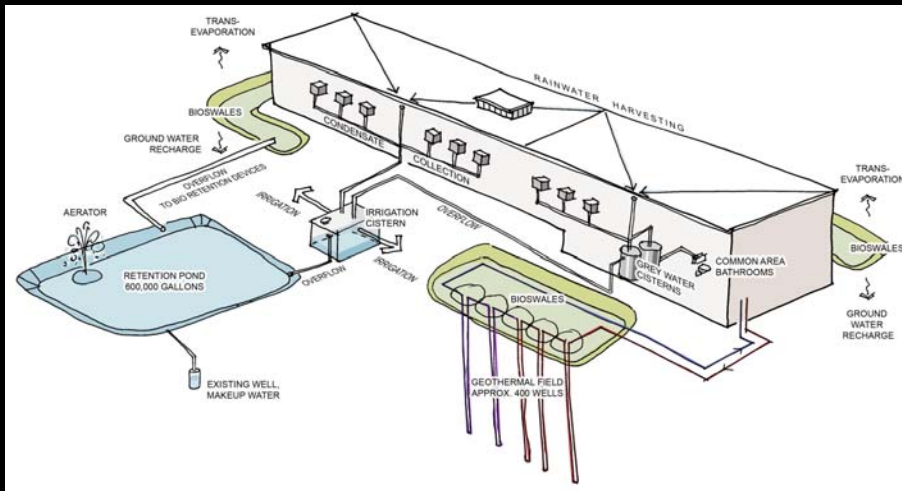 TRANS-
EVAPORATION
BIOSWALES
GROUND WATER
RECHARGE
OVERFLOW
TO BIO RETENTION DEVICES
AERATOR
RETENTION POND
600,000 GALLONS
EXISTING WELL,
MAKEUP WATER
IRRIGATION
IRRIGATION
CISTERN
OVERFLOW
IRRIGATION
CONDENSATE
COLLECTION
RAINWATER HARVESTING
OVERFLOW
GREY WATER
CISTERNS
COMMON AREA
BATHROOMS
BIOSWALES
GEOTHERMAL FIELD
APPROX. 400 WELLS
TRANS-
EVAPORATION
BIOSWALES
GROUND
WATER
RECHARGE